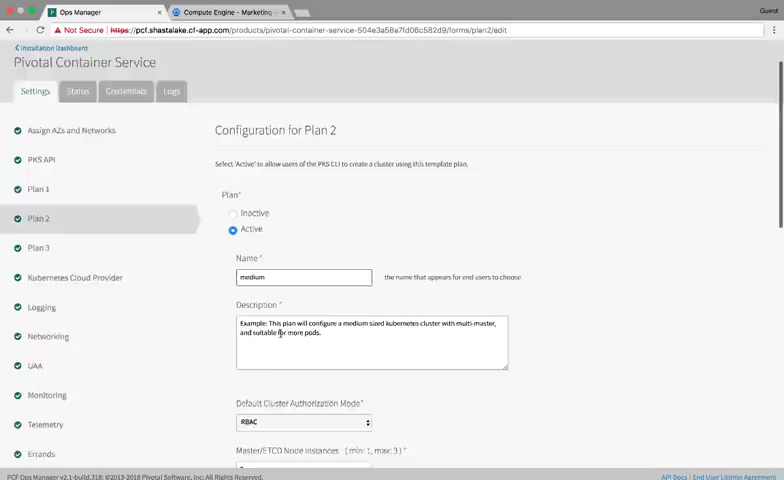 Ops Manager
Compute Engine - Marketing -
Guest
Not Secure
https://pcf.shastalake.cf-app.com/products/pivotal-container-service-504e3a58a7fd06c582d9/forms/plan2/edit
Installation Dashboard
Pivotal Container Service
Settings
Status
Credentials
Logs
Assign AZs and Networks
PKS API
Plan 1
Plan 2
Plan 3
Kubernetes Cloud Provider
Logging
Networking
UAA
Monitoring
Telemetry
Errands
Configuration for Plan 2
Select 'Active' to allow users of the PKS CLI to create a cluster using this template plan.
Plan*
Inactive
Active
Name *
medium
the name that appears for end users to choose
Description *
Example: This plan will configure a medium sized kubernetes cluster with multi-master,
and suitable for more pods.
Default Cluster Authorization Mode*
RBAC
Master/ETCD Node Instances ( min: 1, max: 3 ) *
PCF Ops Manager v2.1-build.318; ©2013-2018 Pivotal Software, Inc; All Rights Reserved.
API Docs | End User License Agreement